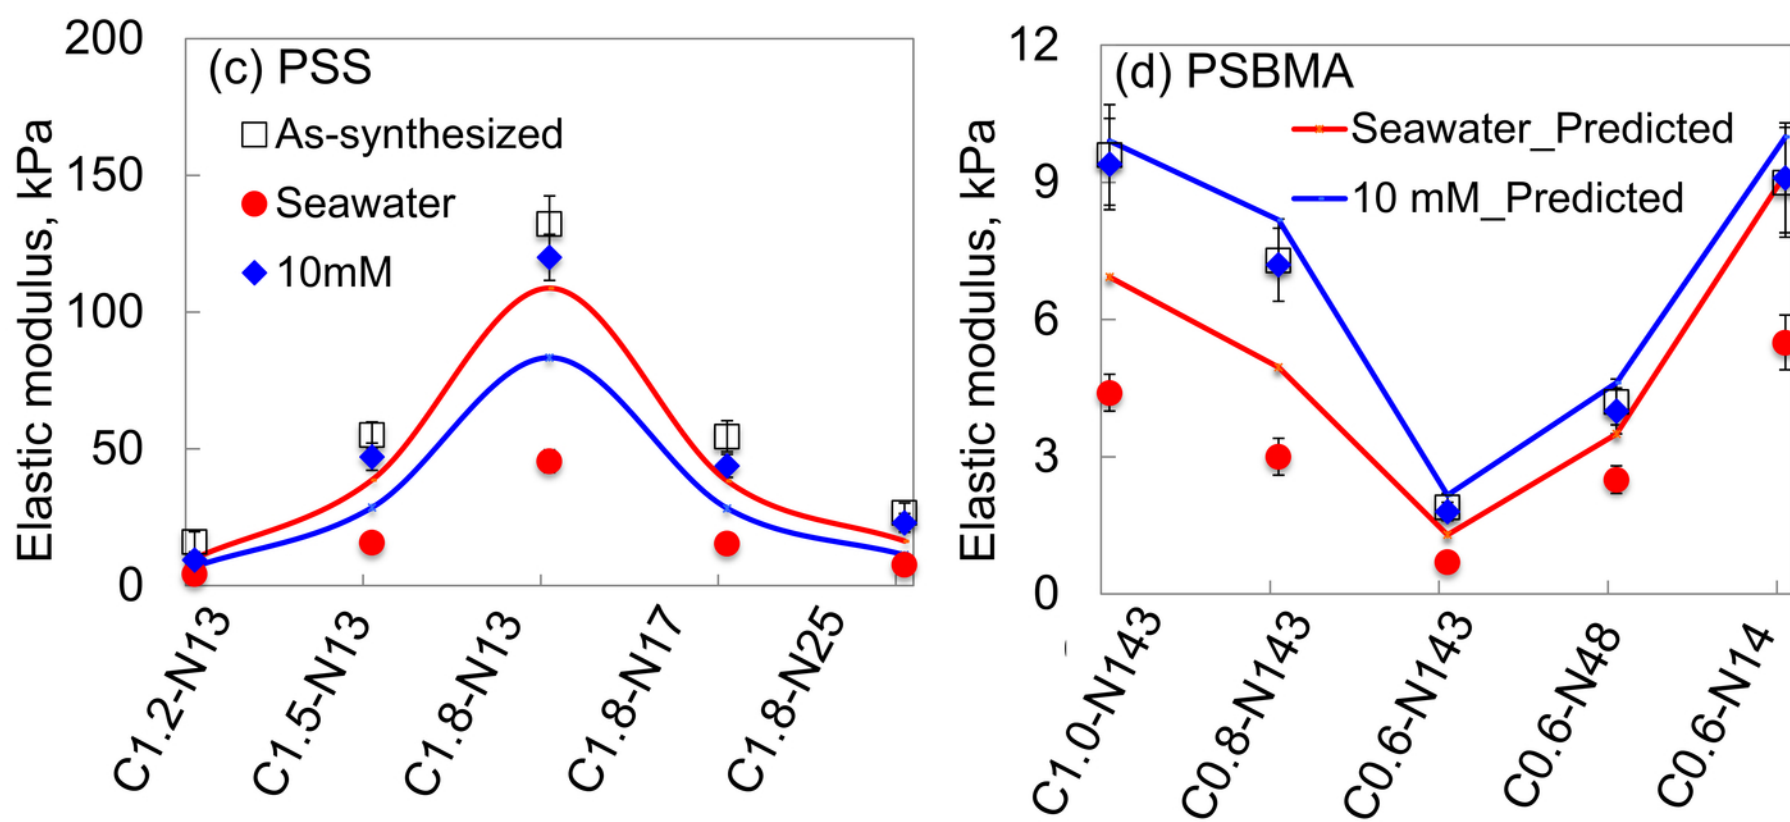 (c) PSS
As-synthesized
Seawater
10mM
Elastic modulus, kPa
200
150
100
50
0
C1.2-N13
C1.5-N13
C1.8-N13
C1.8-N17
C1.8-N25
(d) PSBMA
Seawater_Predicted
10 mM_Predicted
Elastic modulus, kPa
12
9
6
3
0
C1.0-N143
C0.8-N143
C0.6-N143
C0.6-N48
C0.6-N14